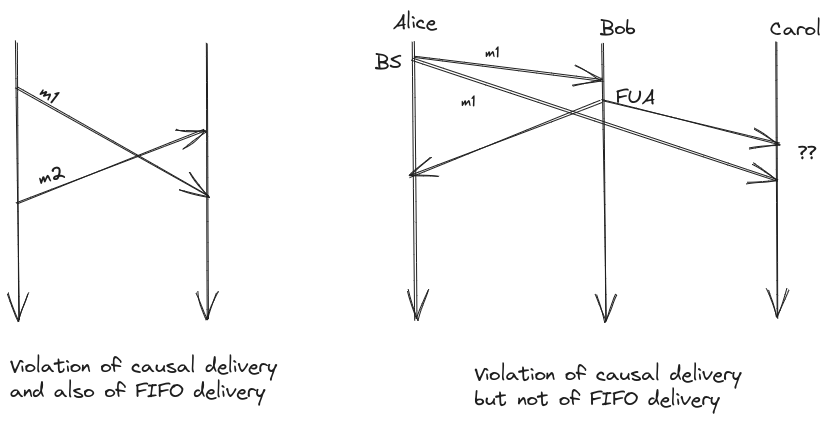 Alice
Bob
Carol
BS
m1
m1
FUA
??
m1
m2
Violation of causal delivery
and also of FIFO delivery
Violation of causal delivery
but not of FIFO delivery